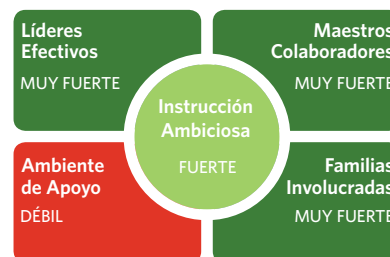 Líderes
Efectivos
MUY FUERTE
Maestros
Colaboradores
MUY FUERTE
Instrucción
Ambiciosa
FUERTE
Ambiente
de Apoyo
DÉBIL
Familias
Involucradas
MUY FUERTE